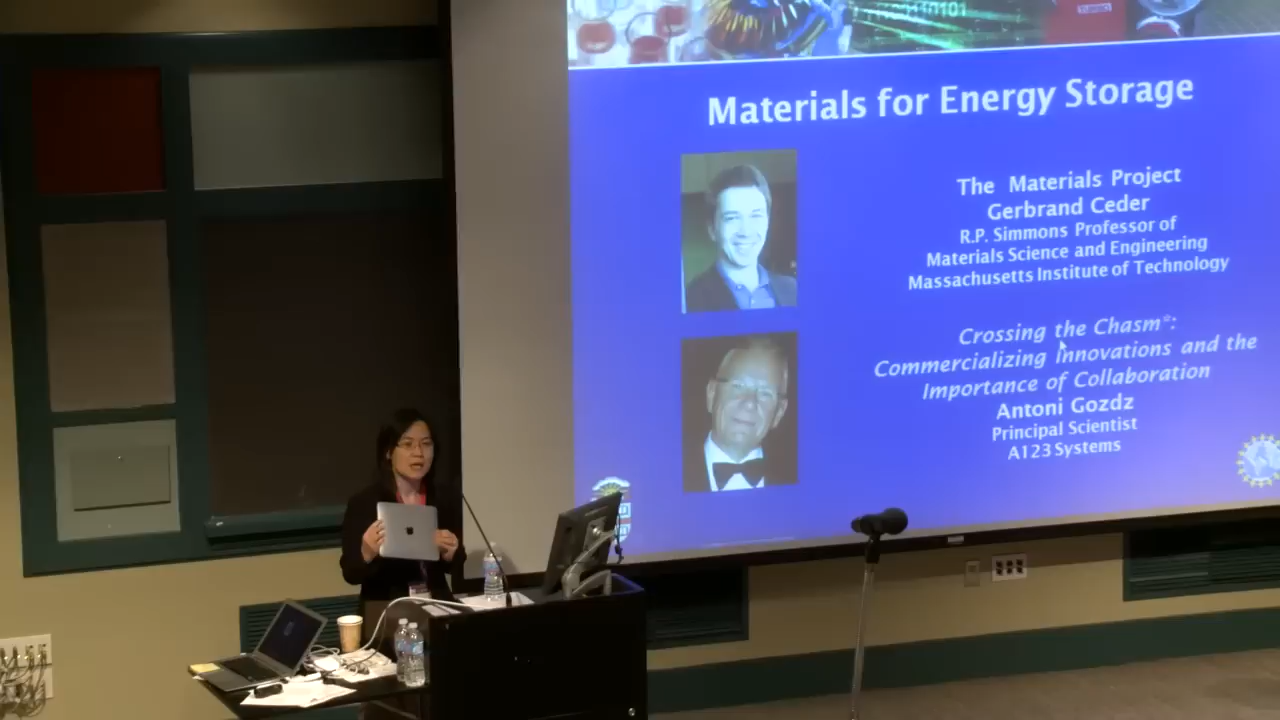 Materials for Energy Storage
The Materials Project
Gerbrand Ceder
R.P. Simmons Professor of
Materials Science and Engineering
Massachusetts Institute of Technology
Crossing the Chasm*:
Commercializing Innovations and the
Importance of Collaboration
Antoni Gozdz
Principal Scientist
A123 Systems